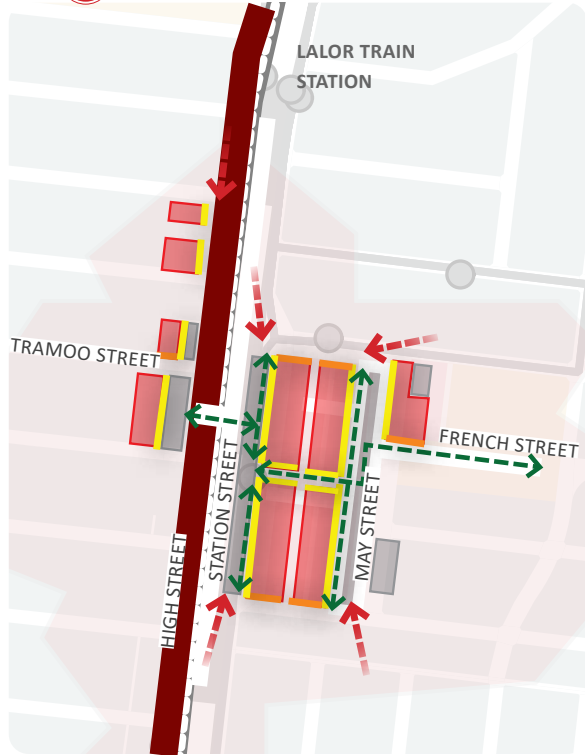 LALOR TRAIN
STATION
TRAMOO STREET
FRENCH STREET
STATION STREET
MAY STREET
HIGH STREET